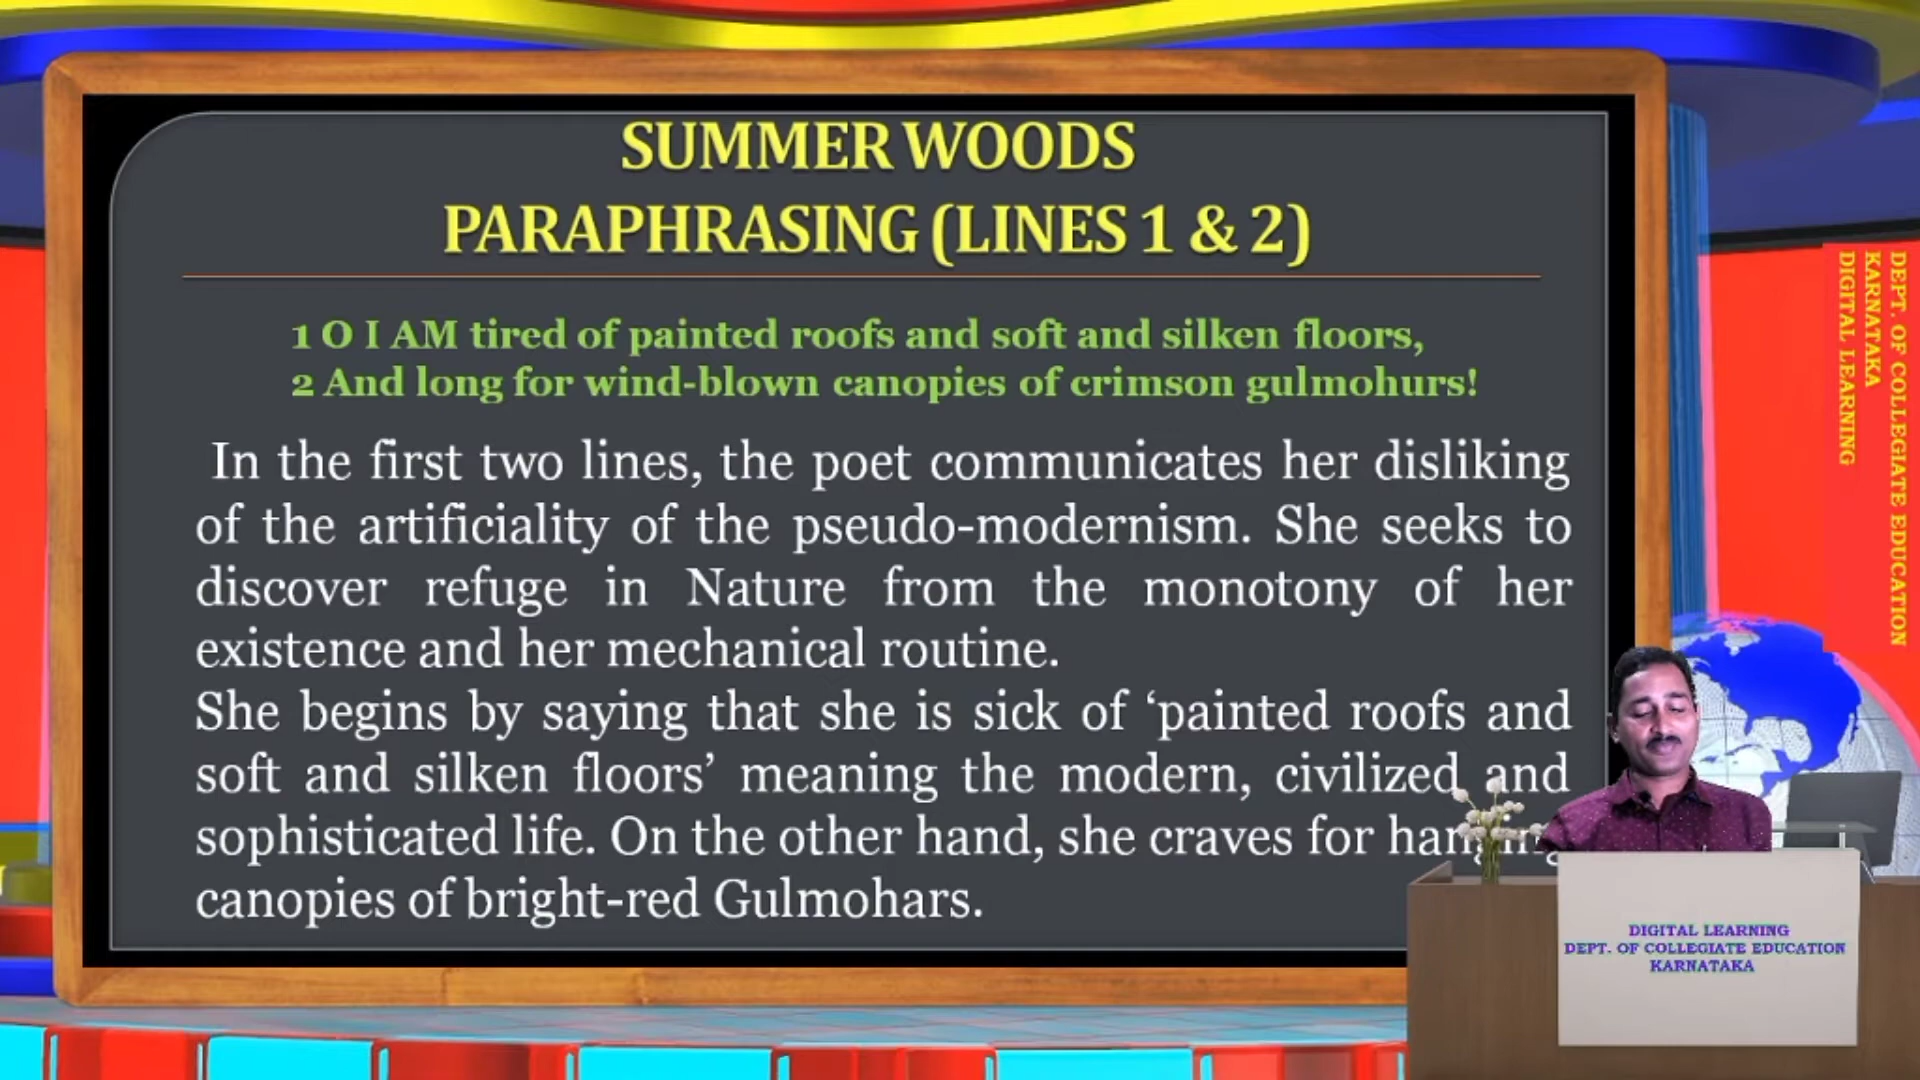 SUMMER WOODS
PARAPHRASING (LINES 1 & 2)
1 O I AM tired of painted roofs and soft and silken floors,
2 And long for wind-blown canopies of crimson gulmohurs!
In the first two lines, the poet communicates her disliking
of the artificiality of the pseudo-modernism. She seeks to
discover refuge in Nature from the monotony of her
existence and her mechanical routine.
She begins by saying that she is sick of ‘painted roofs and
soft and silken floors’ meaning the modern, civilized and
sophisticated life. On the other hand, she craves for hanging
canopies of bright-red Gulmohars.
DEPT. OF COLLEGIATE EDUCATION
KARNATAKA
DIGITAL LEARNING
DIGITAL LEARNING
DEPT. OF COLLEGIATE EDUCATION
KARNATAKA